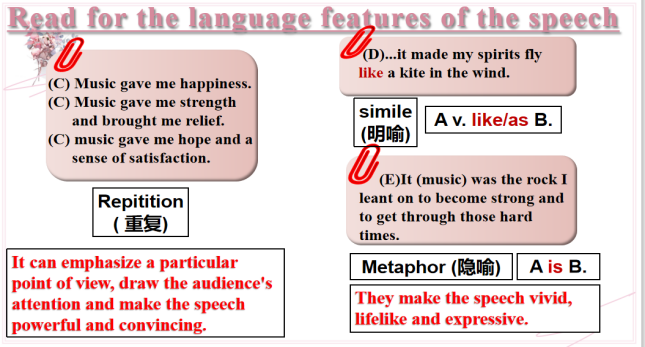 Read for the language features of the speech
(C) Music gave me happiness.
(C) Music gave me strength
and brought me relief.
(C) music gave me hope and a
sense of satisfaction.
Repitition
( 重复)
It can emphasize a particular
point of view, draw the audience's
attention and make the speech
powerful and convincing.
(D)...it made my spirits fly
like a kite in the wind.
simile
(明喻)
A v. like/as B.
(E)It (music) was the rock I
leant on to become strong and
to get through those hard
times.
Metaphor (隐喻)
A is B.
They make the speech vivid,
lifelike and expressive.